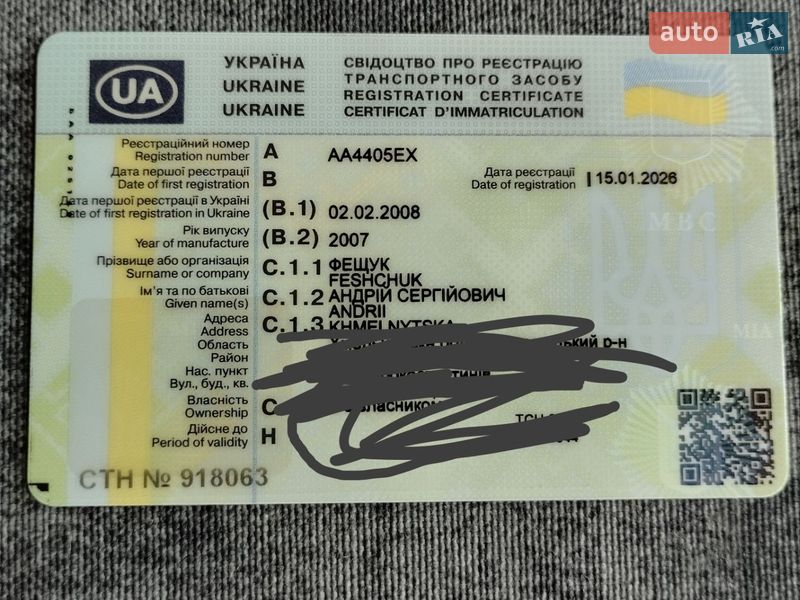 auto RIA .com
UA
УКРАЇНА
UKRAINE
UKRAINE
СВІДОЦТВО ПРО РЕЄСТРАЦІЮ
ТРАНСПОРТНОГО ЗАСОБУ
REGISTRATION CERTIFICATE
CERTIFICAT D'IMMATRICULATION
Реєстраційний номер
Registration number A AA4405EX
Дата першої реєстрації
Date of first registration B
Дата реєстрації
Date of registration I 15.01.2026
Дата першої реєстрації в Україні
Date of first registration in Ukraine (B.1) 02.02.2008
Рік випуску
Year of manufacture (B.2) 2007
МВС
Прізвище або організація
Surname or company C.1.1 ФЕЩУК
FESHCHUK
Ім'я та по батькові
Given name(s) C.1.2 АНДРІЙ СЕРГІЙОВИЧ
ANDRII
Адреса
Address C.1.3 KHMELNYTSKA
MIA
Область
Район
р-н
Нас. пункт
Вул., буд., кв.
Власність
Ownership C
Дійсне до
Period of validity H
СТН № 918063